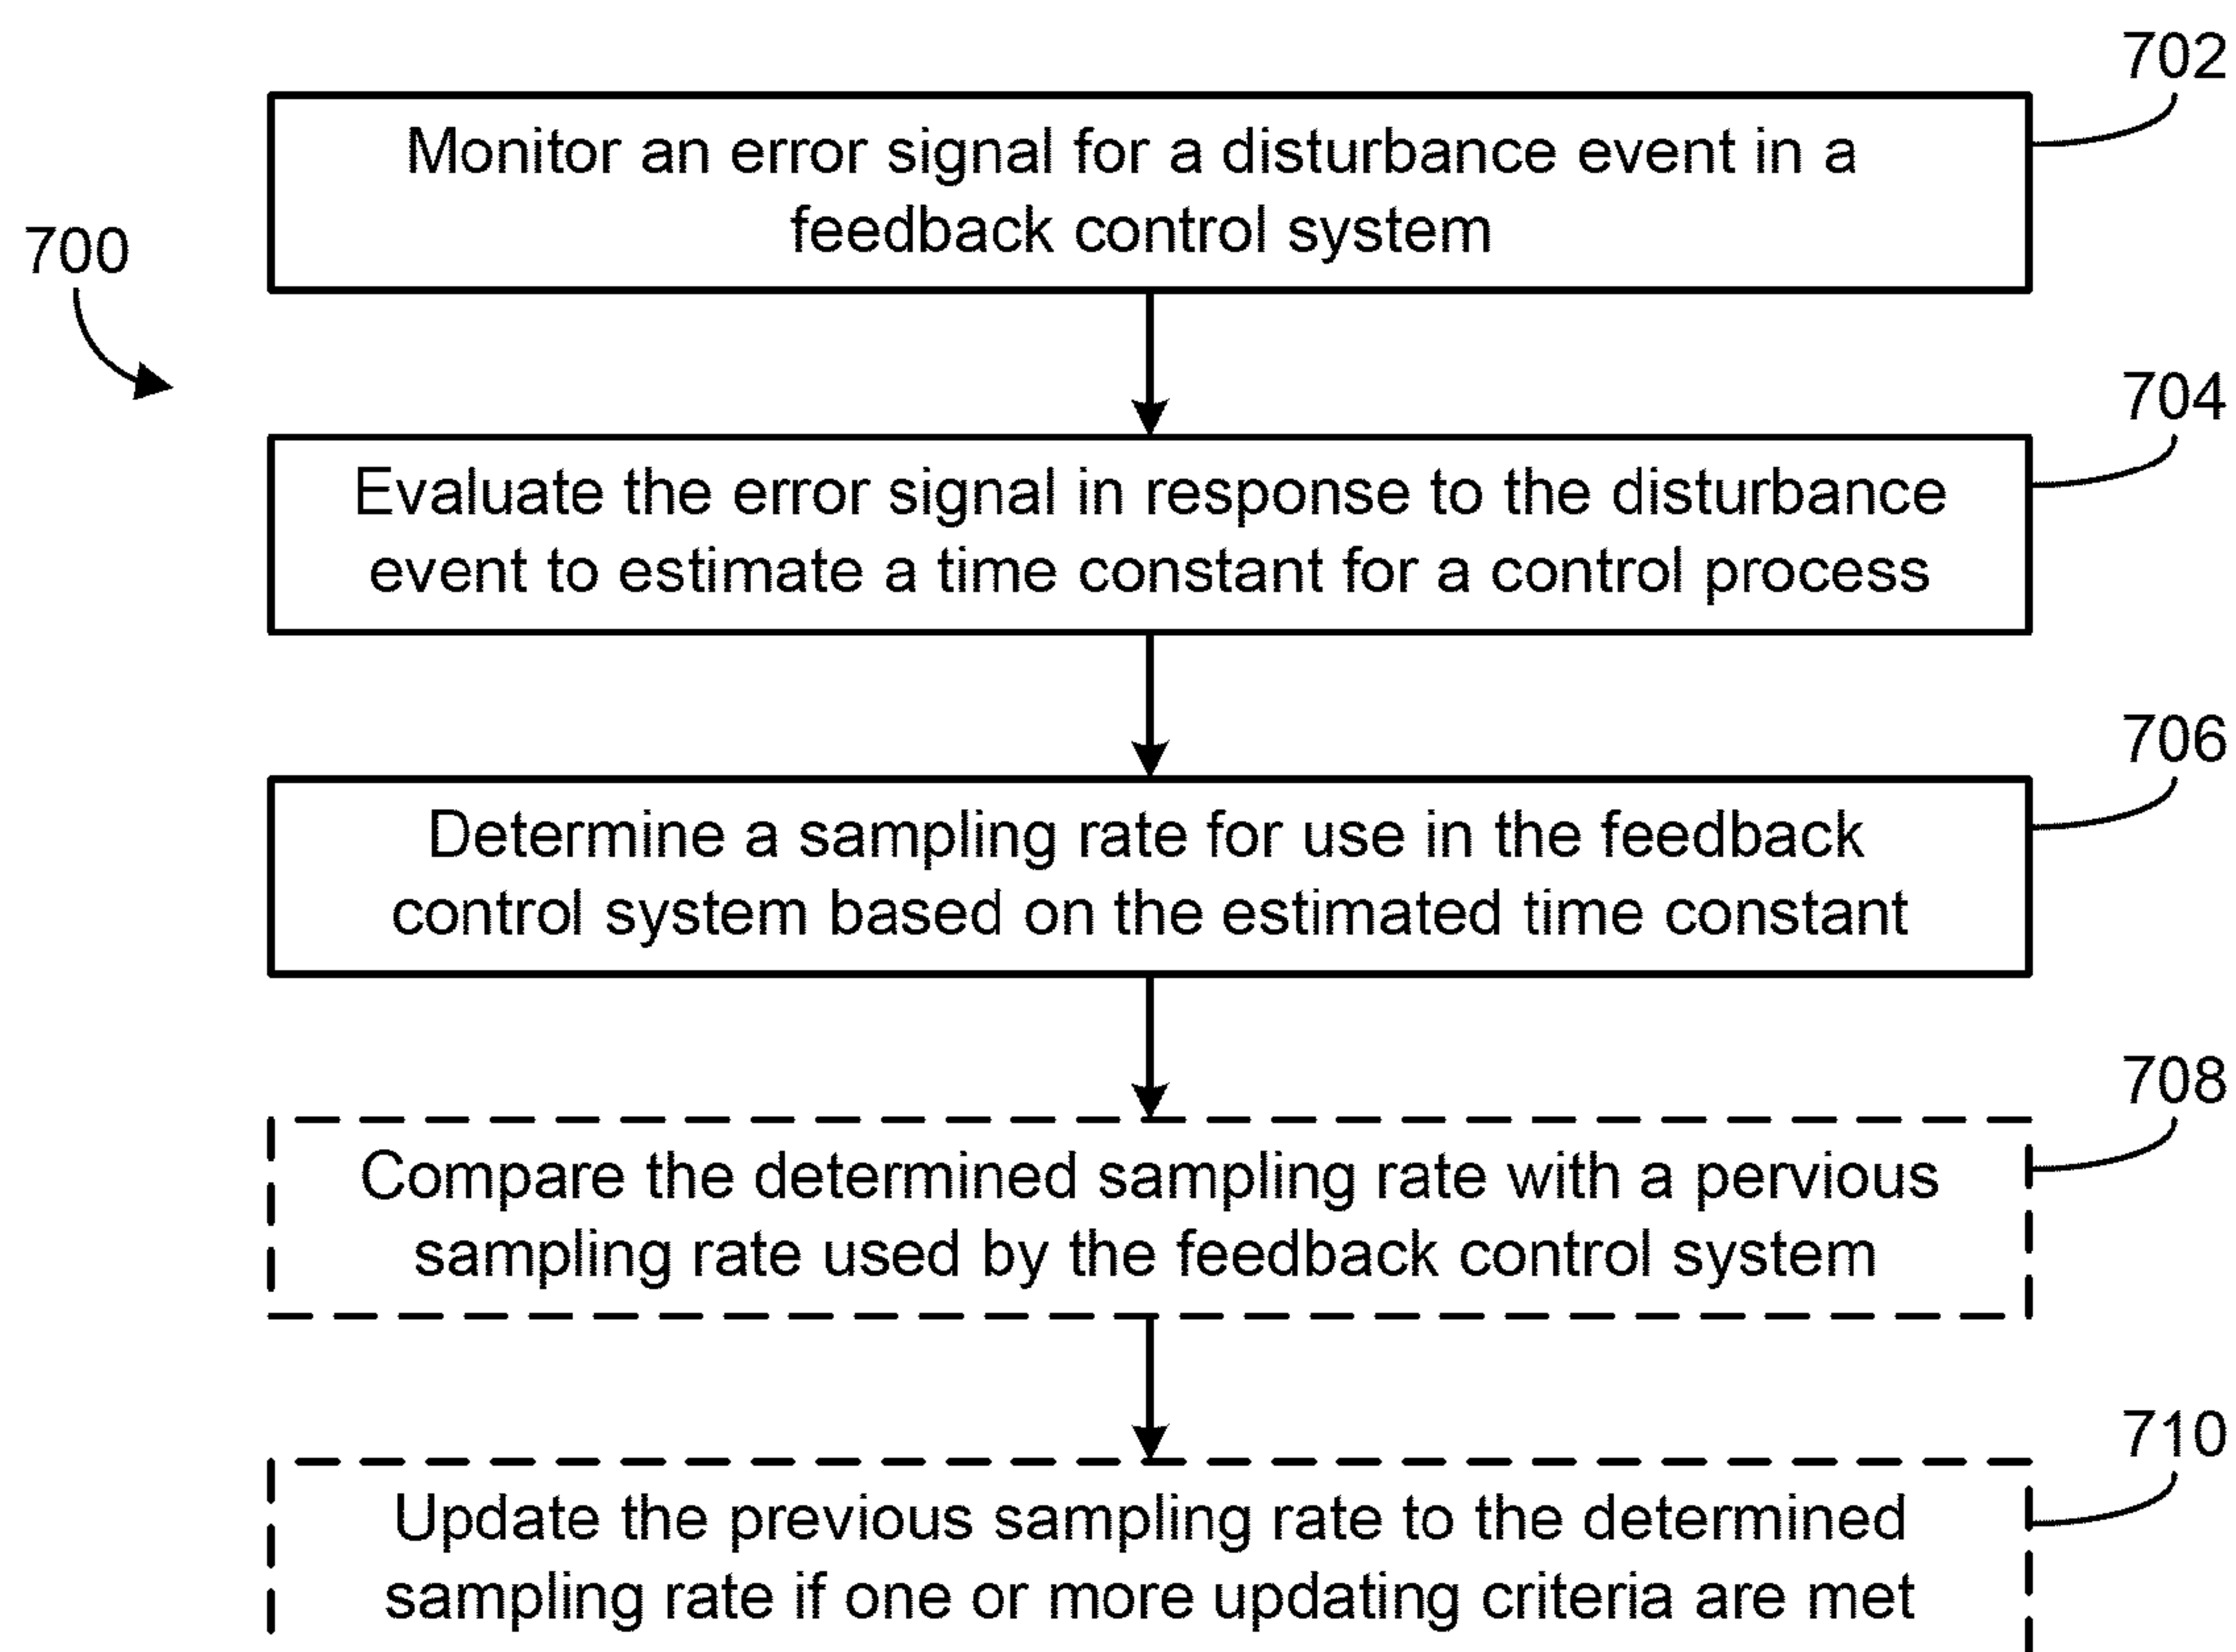 702
Monitor an error signal for a disturbance event in a
feedback control system
700
704
Evaluate the error signal in response to the disturbance
event to estimate a time constant for a control process
706
Determine a sampling rate for use in the feedback
control system based on the estimated time constant
708
Compare the determined sampling rate with a pervious
sampling rate used by the feedback control system
710
Update the previous sampling rate to the determined
sampling rate if one or more updating criteria are met